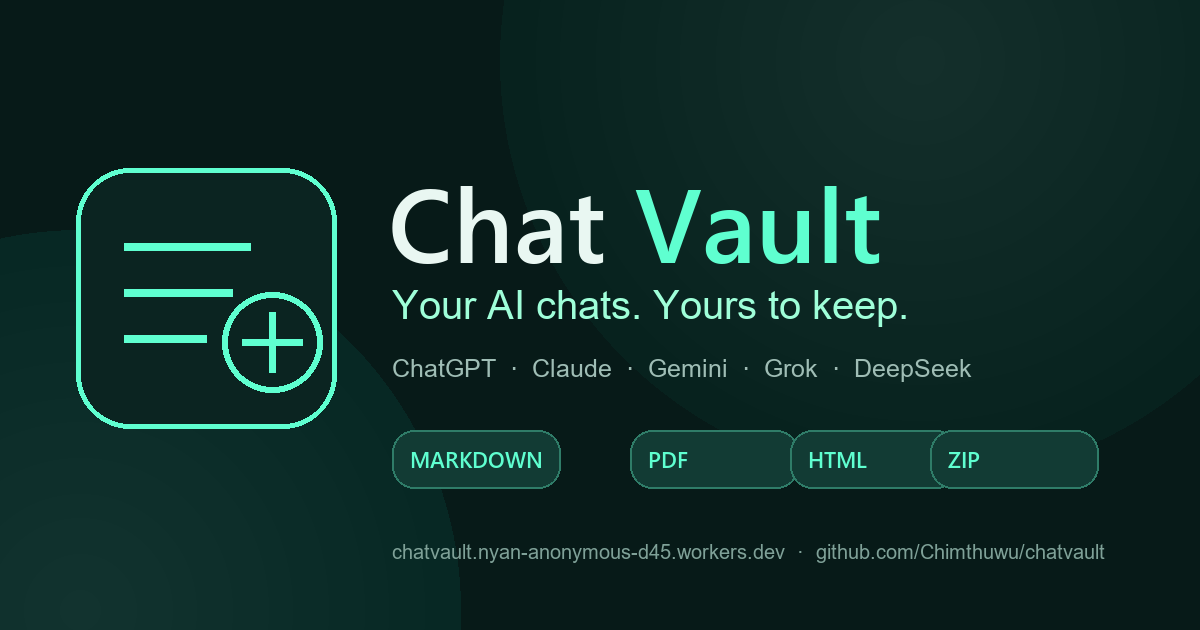 Chat Vault
Your AI chats. Yours to keep.
ChatGPT · Claude · Gemini · Grok · DeepSeek
MARKDOWN PDF HTML ZIP
chatvault.nyan-anonymous-d45.workers.dev · github.com/Chimthuwu/chatvault